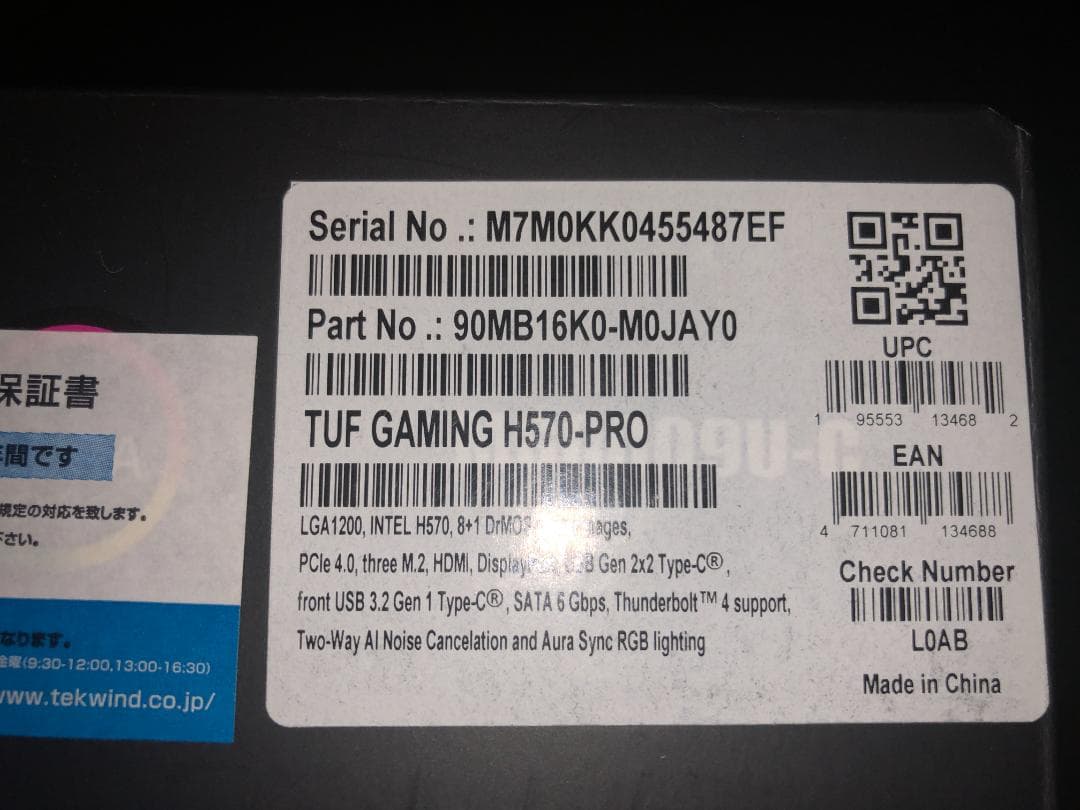 Serial No .: M7M0KK0455487EF
Part No .: 90MB16K0-M0JAY0
TUF GAMING H570-PRO
LGA1200, INTEL H570, 8+1
PCIe 4.0, three M.2, HDMI, Gen 2x2 Type-C®,
front USB 3.2 Gen 1 Type-C®, SATA 6 Gbps, Thunderbolt™ 4 support,
Two-Way AI Noise Cancelation and Aura Sync RGB lighting
UPC
1 95553 13468 2
EAN
4 711081 134688
Check Number
L0AB
Made in China
保証書
間です
規定の対応を致します。
下さい。
なります。
金曜(9:30-12:00,13:00-16:30)
www.tekwind.co.jp/